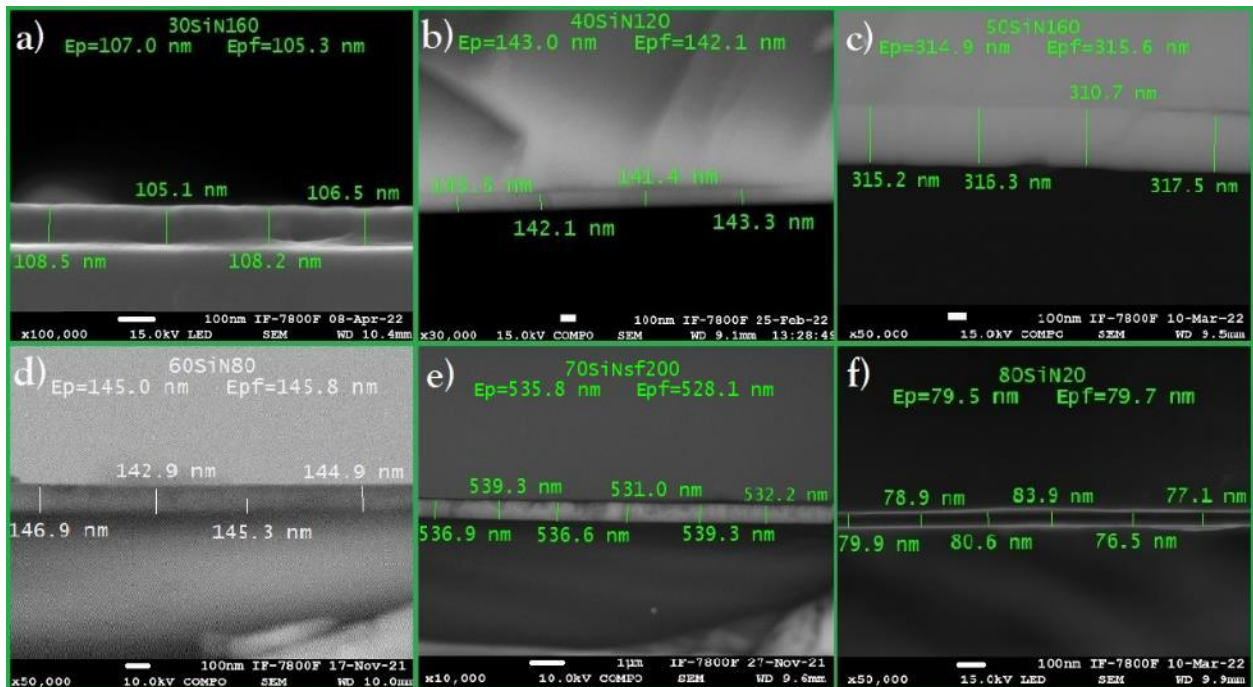 a)
30SiN160
Ep=107.0 nm Epf=105.3 nm
105.1 nm 106.5 nm
108.5 nm 108.2 nm
100nm IF-7800F 08-Apr-22
x100,000 15.0kV LED SEM WD 10.4mm
b)
40SiN120
Ep=143.0 nm Epf=142.1 nm
141.4 nm
142.1 nm 143.3 nm
100nm IF-7800F 25-Feb-22
x30,000 15.0kV COMPO SEM WD 9.1mm 13:28:49
c)
50SiN160
Ep=314.9 nm Epf=315.6 nm
310.7 nm
315.2 nm 316.3 nm 317.5 nm
100nm IF-7800F 10-Mar-22
x50,000 15.0kV COMPO SEM WD 9.5mm
d)
60SiN80
Ep=145.0 nm Epf=145.8 nm
142.9 nm 144.9 nm
146.9 nm 145.3 nm
100nm IF-7800F 17-Nov-21
x50,000 10.0kV COMPO SEM WD 10.0mm
e)
70SiNsf200
Ep=535.8 nm Epf=528.1 nm
539.3 nm 531.0 nm 532.2 nm
536.9 nm 536.6 nm 539.3 nm
1µm IF-7800F 27-Nov-21
x10,000 10.0kV COMPO SEM WD 9.6mm
f)
80SiN20
Ep=79.5 nm Epf=79.7 nm
78.9 nm 83.9 nm 77.1 nm
79.9 nm 80.6 nm 76.5 nm
100nm IF-7800F 10-Mar-22
x50,000 15.0kV LED SEM WD 9.9mm